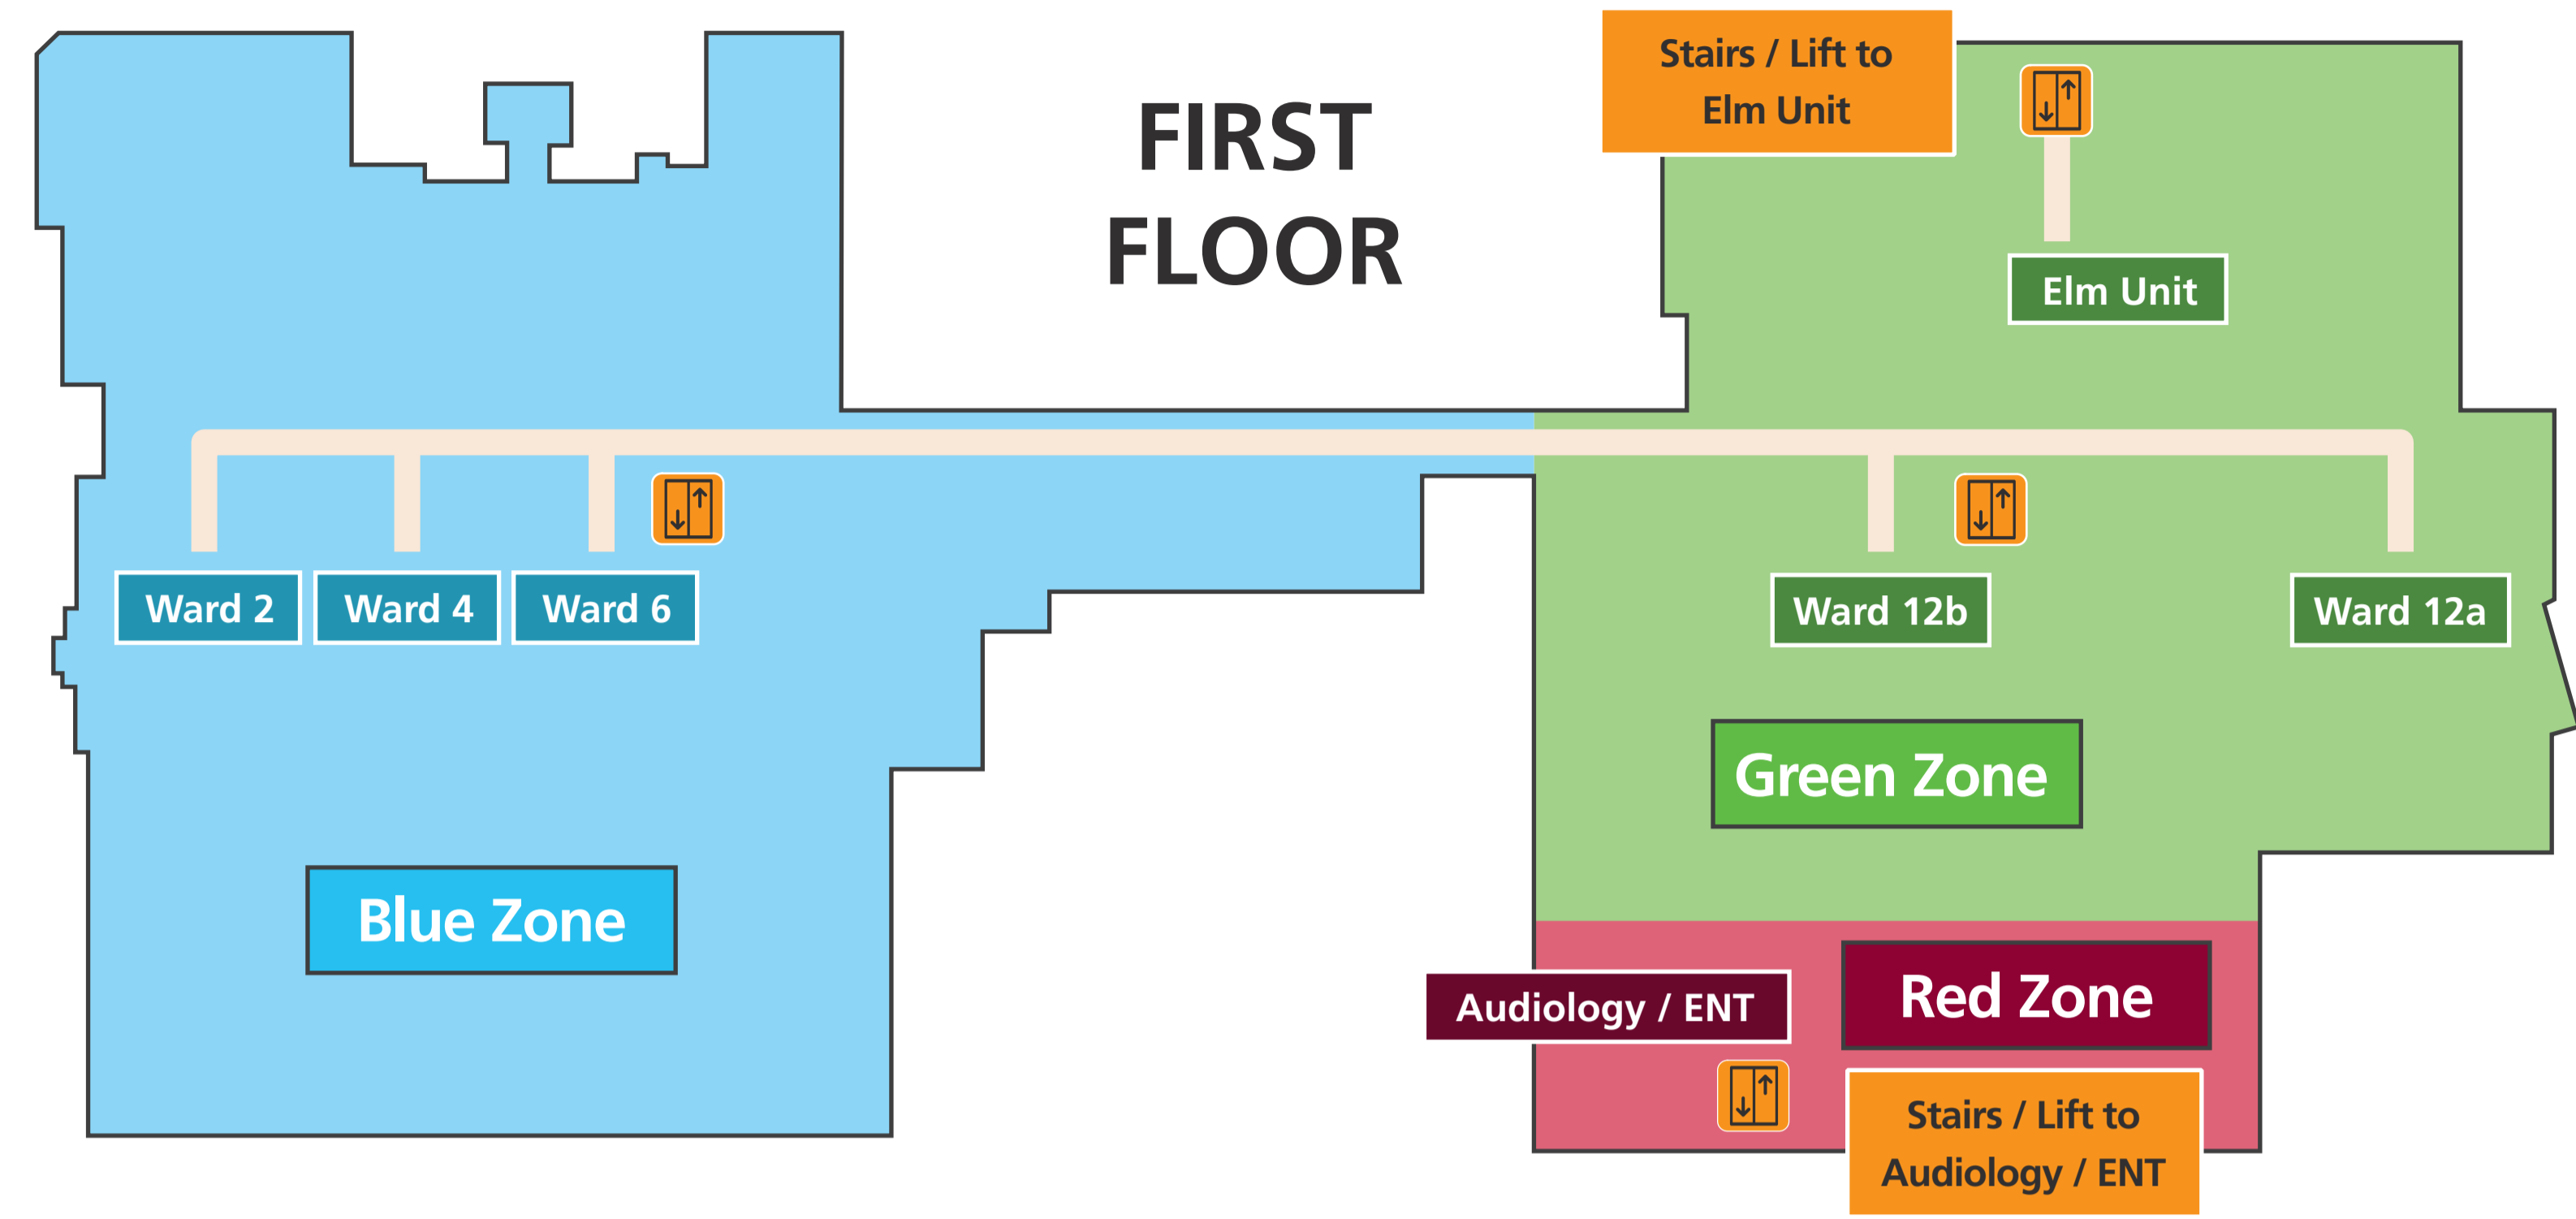 FIRST
FLOOR
Stairs / Lift to
Elm Unit
Elm Unit
Ward 2
Ward 4
Ward 6
Ward 12b
Ward 12a
Green Zone
Blue Zone
Red Zone
Audiology / ENT
Stairs / Lift to
Audiology / ENT